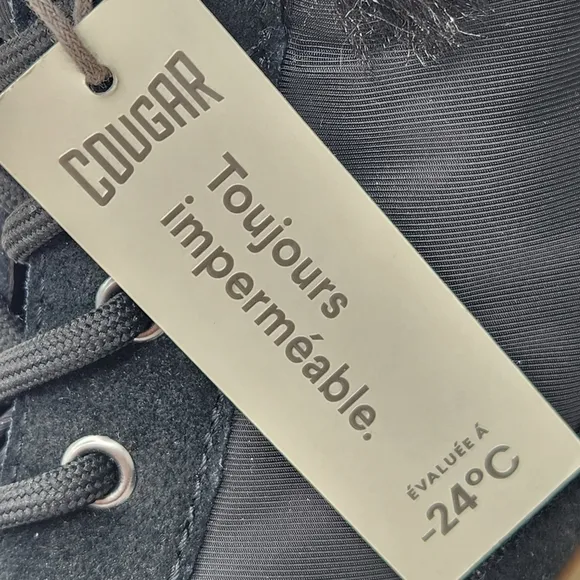 COUGAR
Toujours
imperméable.
ÉVALUÉE Á
-24°C